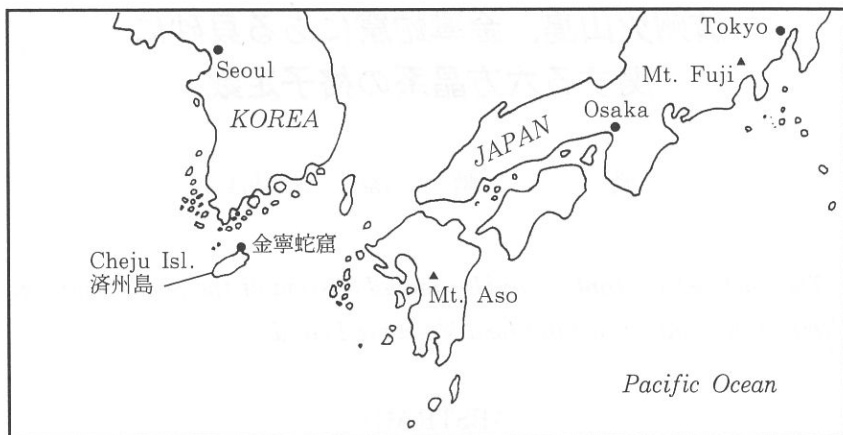 Tokyo
Seoul
Mt. Fuji
KOREA
Osaka
JAPAN
金寧蛇窟
Cheju Isl.
済州島
Mt. Aso
Pacific Ocean